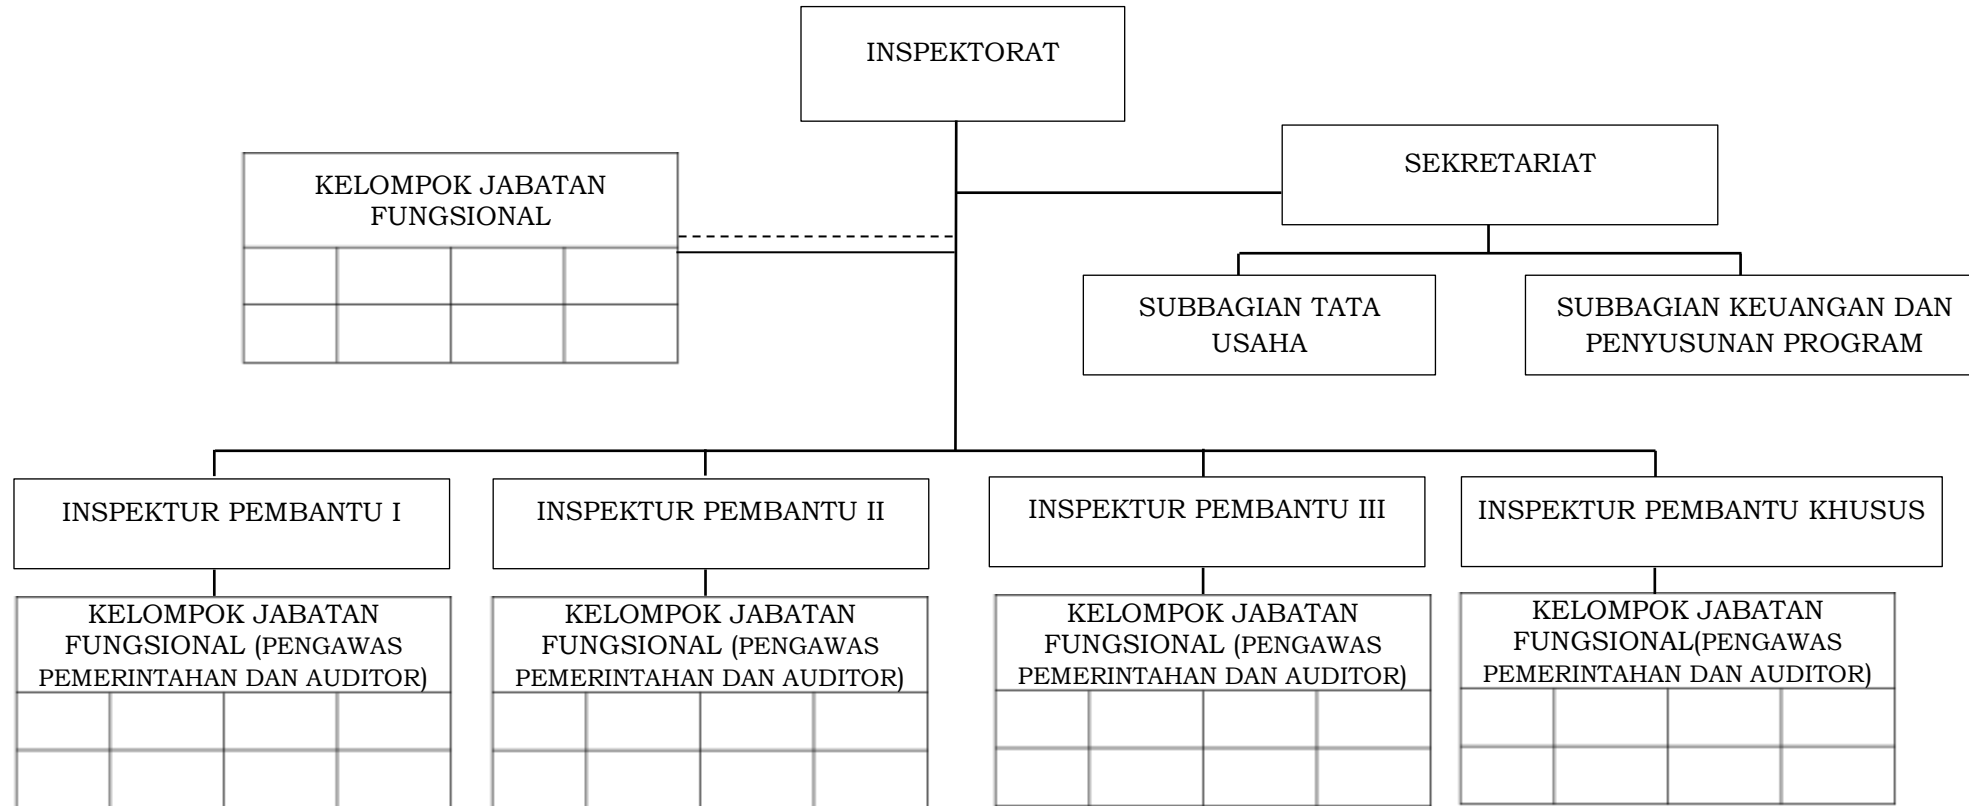 INSPEKTORAT
SEKRETARIAT
KELOMPOK JABATAN
FUNGSIONAL
SUBBAGIAN TATA
USAHA
SUBBAGIAN KEUANGAN DAN
PENYUSUNAN PROGRAM
INSPEKTUR PEMBANTU I
INSPEKTUR PEMBANTU II
INSPEKTUR PEMBANTU III
INSPEKTUR PEMBANTU KHUSUS
KELOMPOK JABATAN
FUNGSIONAL (PENGAWAS
PEMERINTAHAN DAN AUDITOR)
KELOMPOK JABATAN
FUNGSIONAL (PENGAWAS
PEMERINTAHAN DAN AUDITOR)
KELOMPOK JABATAN
FUNGSIONAL (PENGAWAS
PEMERINTAHAN DAN AUDITOR)
KELOMPOK JABATAN
FUNGSIONAL(PENGAWAS
PEMERINTAHAN DAN AUDITOR)